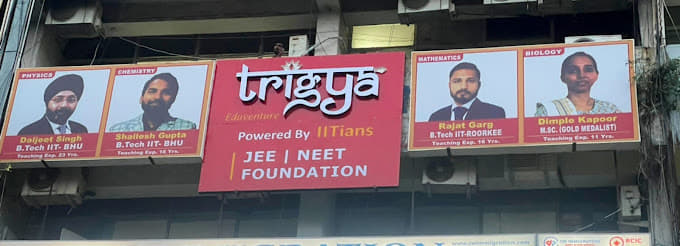 PHYSICS
Daljeet Singh
B.Tech IIT- BHU
Teaching Exp. 23 Yrs.
CHEMISTRY
Shailesh Gupta
B.Tech IIT- BHU
Teaching Exp. 16 Yrs.
trigya
Eduventure
Powered By IITians
JEE | NEET
FOUNDATION
MATHEMATICS
Rajat Garg
B.Tech IIT-ROORKEE
Teaching Exp. 16 Yrs.
BIOLOGY
Dimple Kapoor
M.SC. (GOLD MEDALIST)
Teaching Exp. 11 Yrs.
RCIC